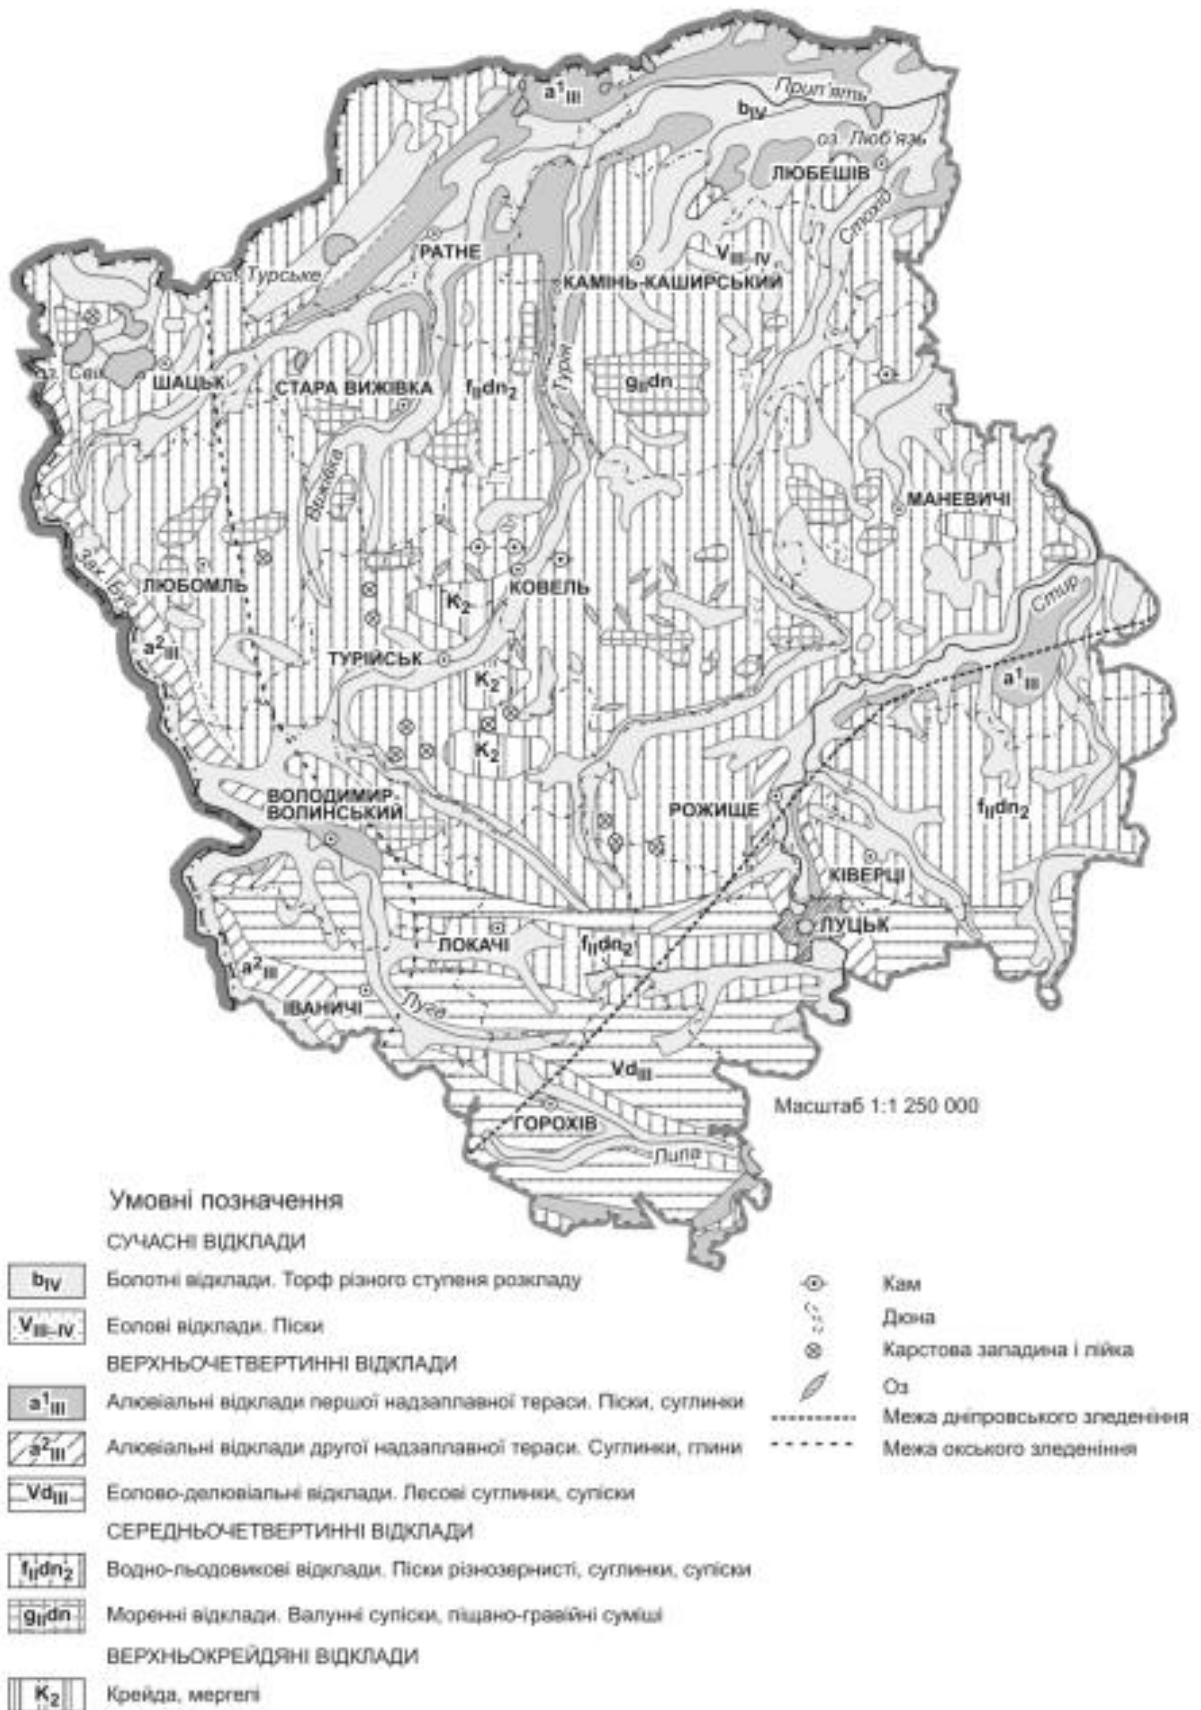 a¹III
Прип'ять
bIV
оз. Люб'язь
ЛЮБЕШІВ
Стохід
РАТНЕ
VIII–IV
оз. Турське
КАМІНЬ-КАШИРСЬКИЙ
оз. Сві
ШАЦЬК
СТАРА ВИЖІВКА
fIIdn2
Турія
gIIdn
Вижівка
МАНЕВИЧІ
Зах. Буг
ЛЮБОМЛЬ
КОВЕЛЬ
K2
Стир
a²III
ТУРІЙСЬК
K2
a¹III
K2
ВОЛОДИМИР-
ВОЛИНСЬКИЙ
РОЖИЩЕ
fIIdn2
КІВЕРЦІ
ЛУЦЬК
ЛОКАЧІ
fIIdn2
a²III
ІВАНИЧІ
Луга
VdIII
Масштаб 1:1 250 000
ГОРОХІВ
Липа
Умовні позначення
СУЧАСНІ ВІДКЛАДИ
bIV Болотні відклади. Торф різного ступеня розкладу
VIII–IV Еолові відклади. Піски
ВЕРХНЬОЧЕТВЕРТИННІ ВІДКЛАДИ
a¹III Алювіальні відклади першої надзаплавної тераси. Піски, суглинки
a²III Алювіальні відклади другої надзаплавної тераси. Суглинки, глини
VdIII Еолово-делювіальні відклади. Лесові суглинки, супіски
СЕРЕДНЬОЧЕТВЕРТИННІ ВІДКЛАДИ
fIIdn2 Водно-льодовикові відклади. Піски різнозернисті, суглинки, супіски
gIIdn Моренні відклади. Валунні супіски, піщано-гравійні суміші
ВЕРХНЬОКРЕЙДЯНІ ВІДКЛАДИ
K2 Крейда, мергелі
Кам
Дюна
Карстова западина і лійка
Оз
Межа дніпровського зледеніння
Межа окського зледеніння